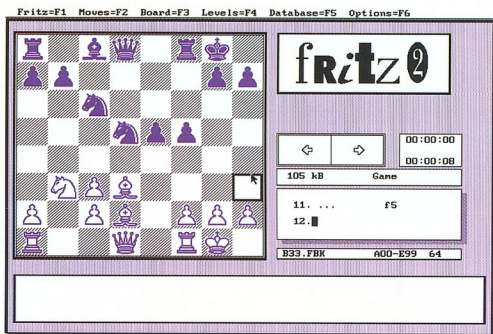 Fritz=F1 Moves=F2 Board=F3 Levels=F4 Database=F5 Options=F6
fRitz 2
00:00:00
00:00:08
105 kB Game
11. ... f5
12.
B33.FBK A00-E99 64